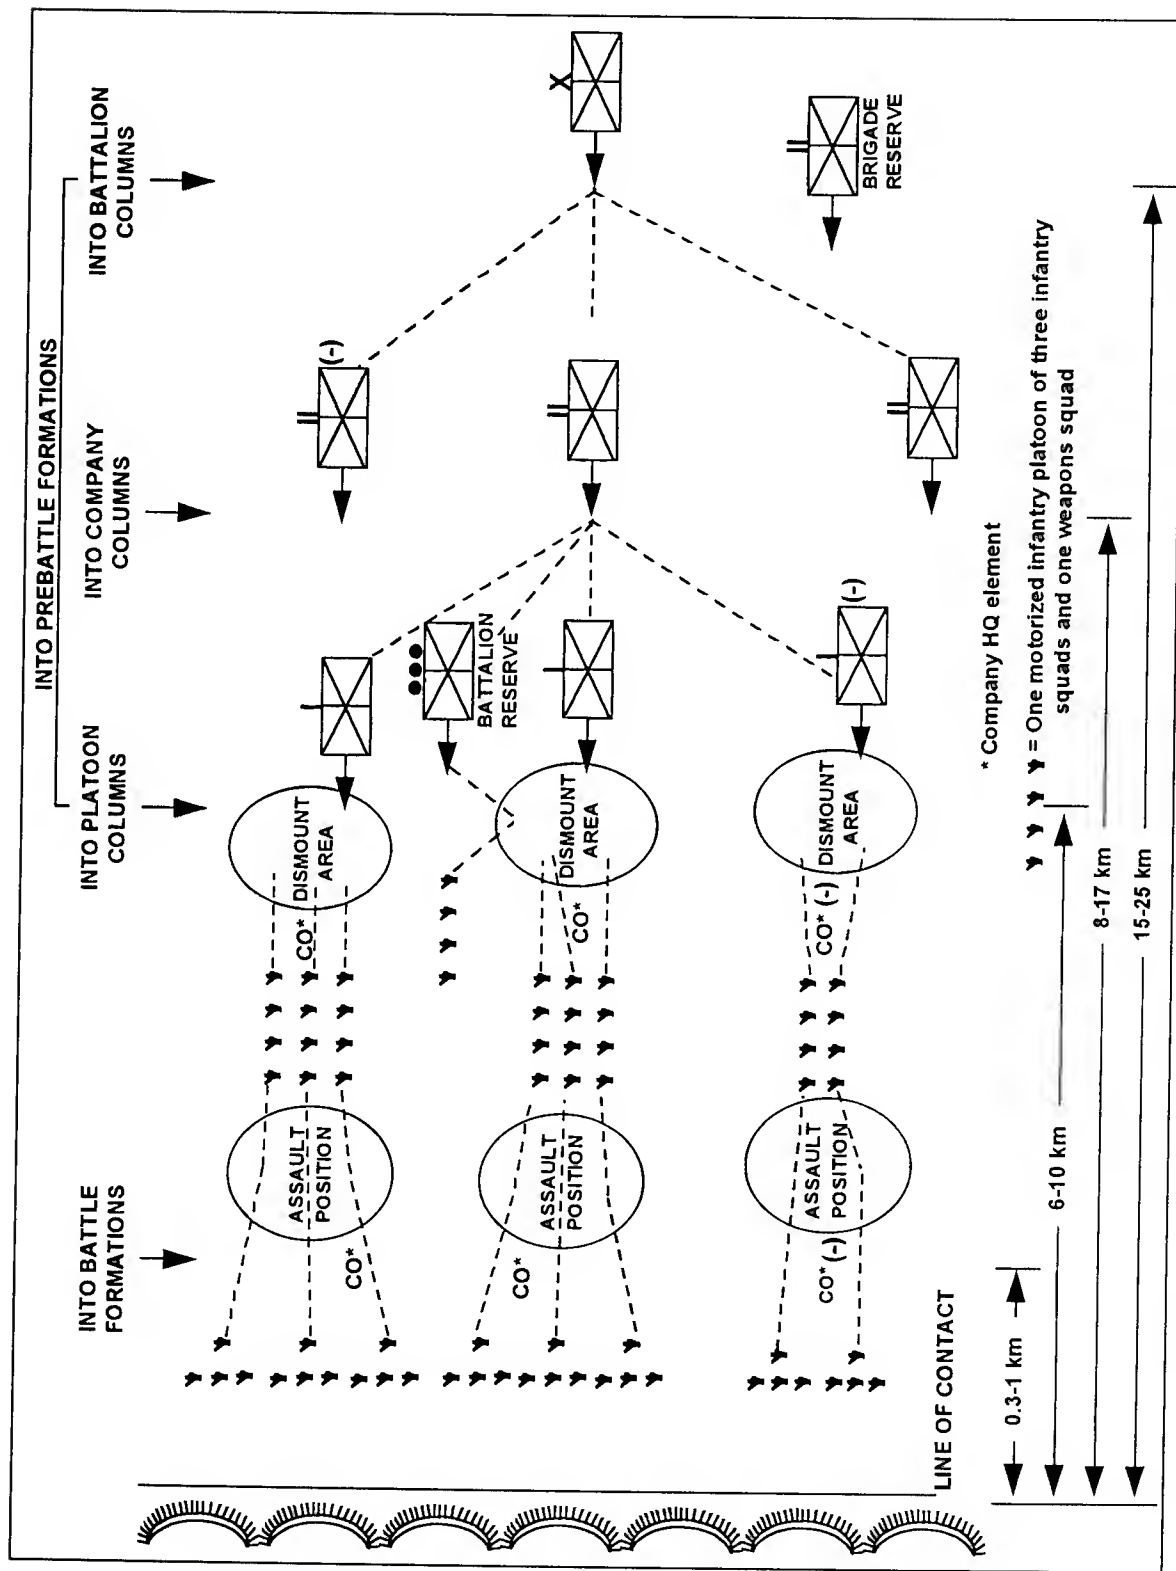 INTO PREBATTLE FORMATIONS
INTO BATTLE
FORMATIONS
INTO PLATOON
COLUMNS
INTO COMPANY
COLUMNS
INTO BATTALION
COLUMNS
X
(-)
BRIGADE
RESERVE
BATTALION
RESERVE
(-)
DISMOUNT
AREA
CO*
DISMOUNT
AREA
CO*
DISMOUNT
AREA
CO* (-)
ASSAULT
POSITION
CO*
ASSAULT
POSITION
CO*
ASSAULT
POSITION
CO* (-)
LINE OF CONTACT
* Company HQ element
= One motorized infantry platoon of three infantry
squads and one weapons squad
0.3-1 km
6-10 km
8-17 km
15-25 km